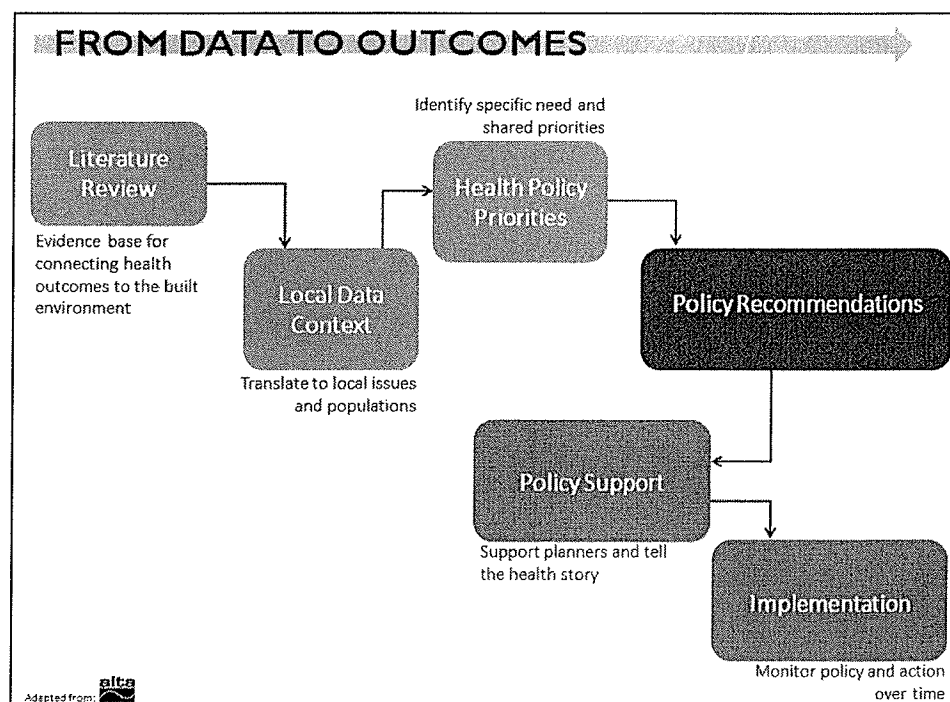 FROM DATA TO OUTCOMES
Literature
Review
Evidence base for
connecting health
outcomes to the built
environment
Local Data
Context
Translate to local issues
and populations
Identify specific need and
shared priorities
Health Policy
Priorities
Policy Recommendations
Policy Support
Support planners and tell
the health story
Implementation
Monitor policy and action
over time
Adapted from: alta